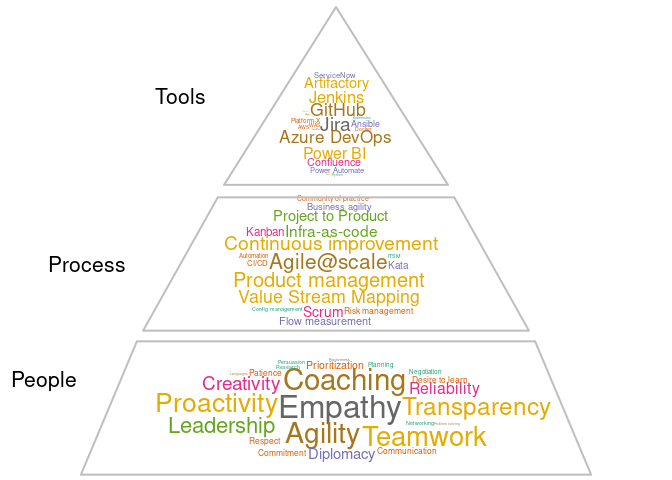 Tools
ServiceNow
Artifactory
Jenkins
GitHub
Platform-X
Jira
Ansible
AWS
Docker
Azure DevOps
Power BI
Confluence
Power Automate
Process
Community of practice
Business agility
Project to Product
Kanban Infra-as-code
Continuous improvement
Automation
ITSM
CI/CD
Agile@scale
Kata
Product management
Value Stream Mapping
Config management Scrum Risk management
Flow measurement
People
Persuasion
Prioritization
Planning
Research
Patience
Coaching
Negotiation
Desire to learn
Creativity
Reliability
Proactivity
Empathy
Transparency
Leadership
Networking
Problem solving
Agility
Teamwork
Respect
Commitment
Diplomacy
Communication